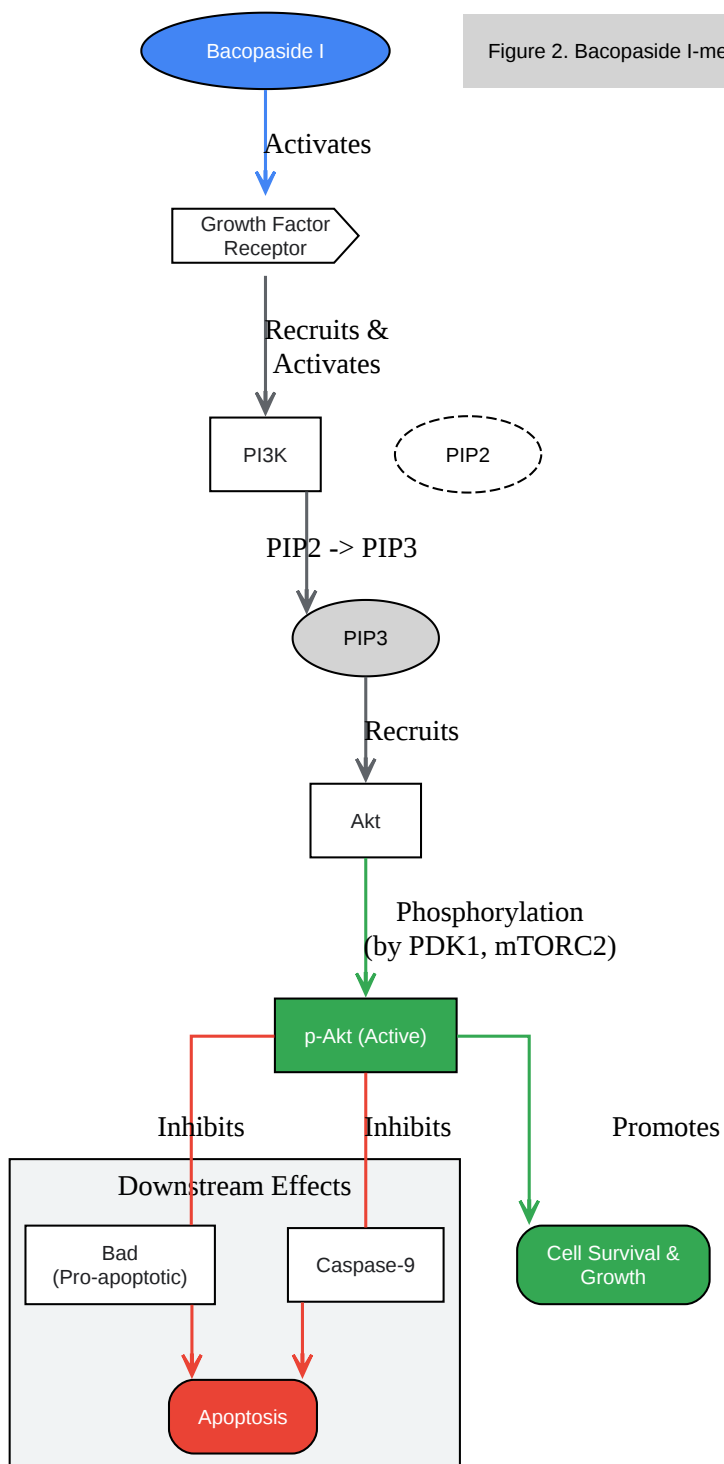 Bacopaside I
Figure 2. Bacopaside I-me
Activates
Growth Factor
Receptor
Recruits &
Activates
PI3K
PIP2
PIP2 -> PIP3
PIP3
Recruits
Akt
Phosphorylation
(by PDK1, mTORC2)
p-Akt (Active)
Inhibits
Inhibits
Promotes
Downstream Effects
Bad
(Pro-apoptotic)
Caspase-9
Cell Survival &
Growth
Apoptosis